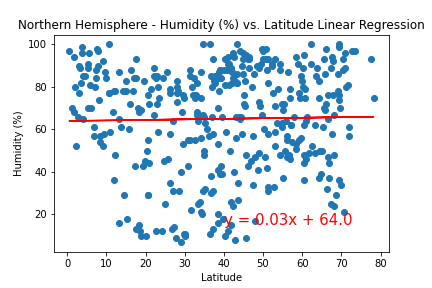 Northern Hemisphere - Humidity (%) vs. Latitude Linear Regression
100
80
60
40
20
Humidity (%)
y = 0.03x + 64.0
0 10 20 30 40 50 60 70 80
Latitude